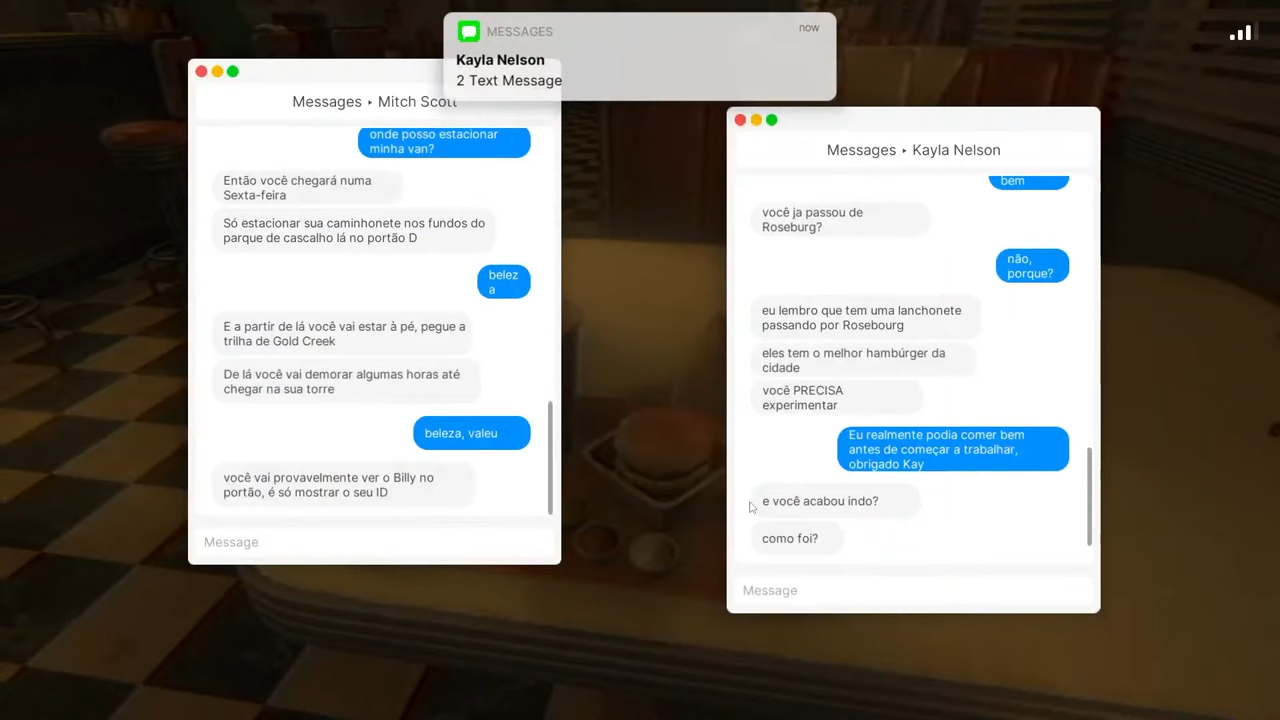 MESSAGES
now
Kayla Nelson
2 Text Message
Messages ▸ Mitch Scott
onde posso estacionar
minha van?
Então você chegará numa
Sexta-feira
Só estacionar sua caminhonete nos fundos do
parque de cascalho lá no portão D
belez
a
E a partir de lá você vai estar à pé, pegue a
trilha de Gold Creek
De lá você vai demorar algumas horas até
chegar na sua torre
beleza, valeu
você vai provavelmente ver o Billy no
portão, é só mostrar o seu ID
Message
Messages ▸ Kayla Nelson
bem
você ja passou de
Roseburg?
não,
porque?
eu lembro que tem uma lanchonete
passando por Rosebourg
eles tem o melhor hambúrger da
cidade
você PRECISA
experimentar
Eu realmente podia comer bem
antes de começar a trabalhar,
obrigado Kay
e você acabou indo?
como foi?
Message